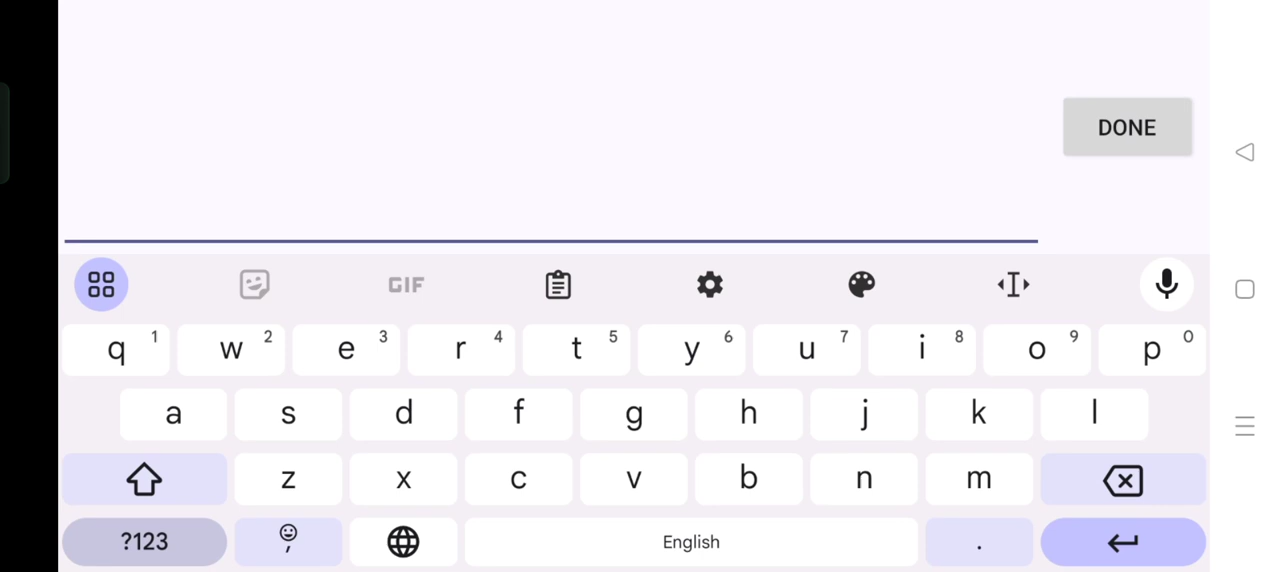 DONE
GIF
q 1 w 2 e 3 r 4 t 5 y 6 u 7 i 8 o 9 p 0
a s d f g h j k l
z x c v b n m
?123 , English .